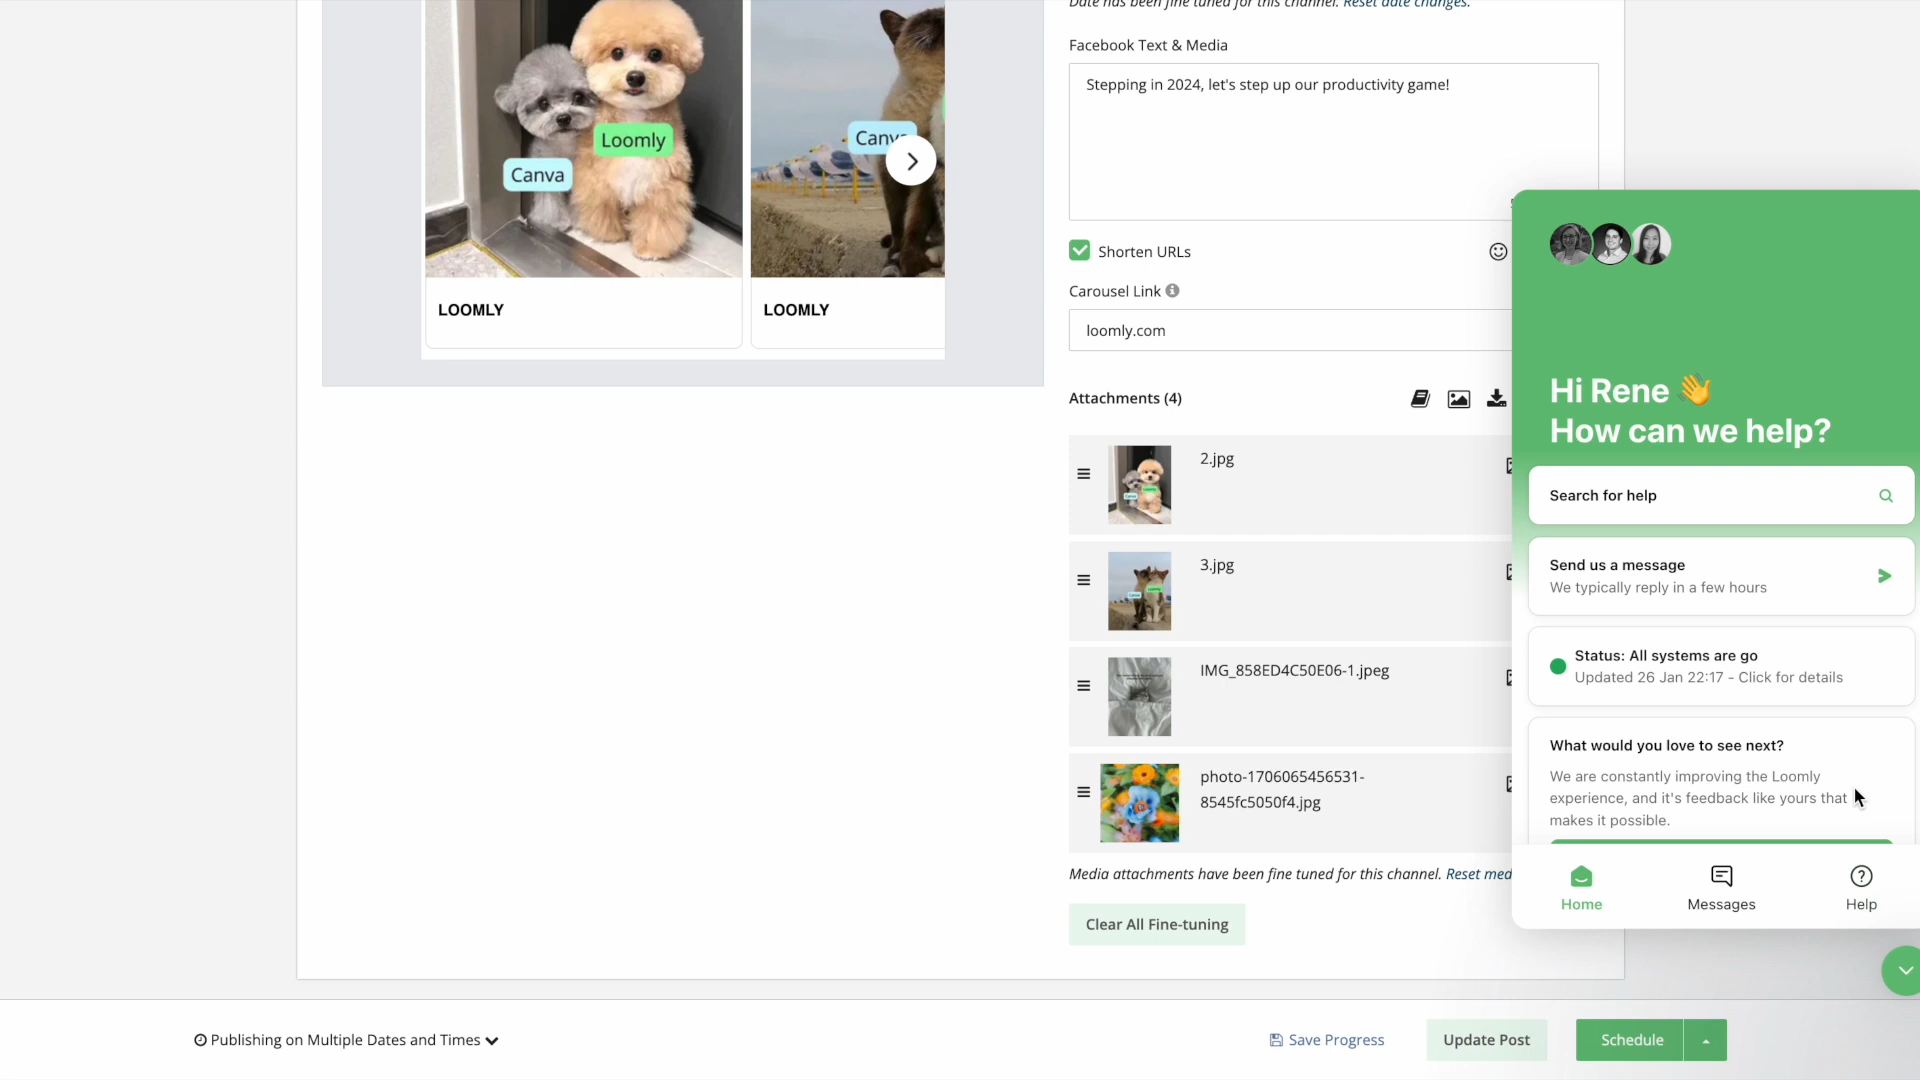 Date has been fine tuned for this channel. Reset date changes.
Facebook Text & Media
Stepping in 2024, let's step up our productivity game!
Loomly
Canva
Canva
LOOMLY
LOOMLY
Shorten URLs
Carousel Link
loomly.com
Attachments (4)
2.jpg
3.jpg
IMG_858ED4C50E06-1.jpeg
photo-1706065456531-
8545fc5050f4.jpg
Media attachments have been fine tuned for this channel. Reset med
Clear All Fine-tuning
Hi Rene
How can we help?
Search for help
Send us a message
We typically reply in a few hours
Status: All systems are go
Updated 26 Jan 22:17 - Click for details
What would you love to see next?
We are constantly improving the Loomly
experience, and it's feedback like yours that
makes it possible.
Home
Messages
Help
Publishing on Multiple Dates and Times
Save Progress
Update Post
Schedule